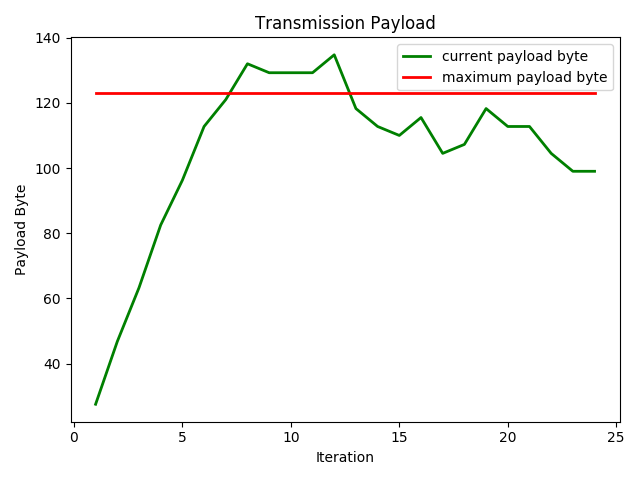 Transmission Payload
current payload byte
maximum payload byte
Payload Byte
140
120
100
80
60
40
0 5 10 15 20 25
Iteration